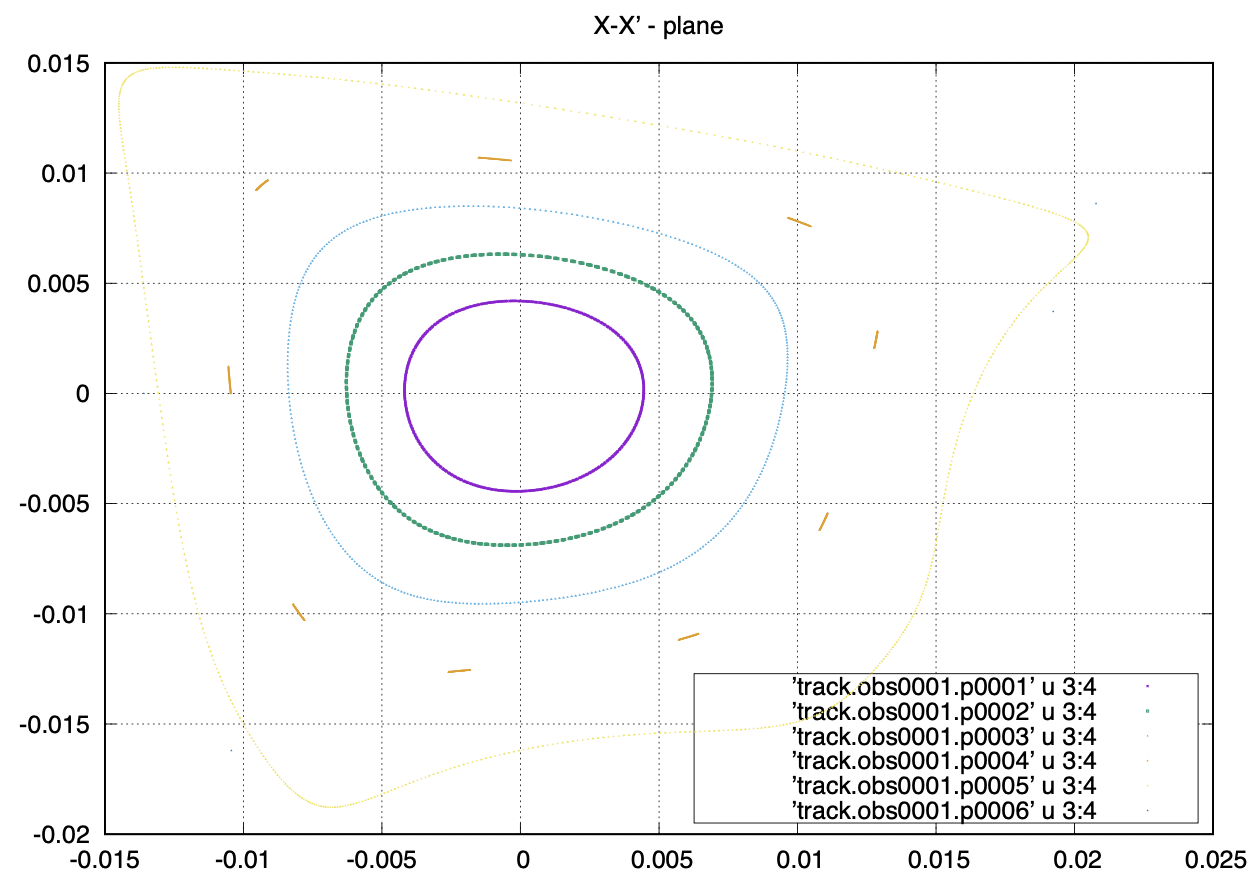 X-X’ - plane
0.015
0.01
0.005
0
-0.005
-0.01
-0.015
-0.02
’track.obs0001.p0001’ u 3:4
’track.obs0001.p0002’ u 3:4
’track.obs0001.p0003’ u 3:4
’track.obs0001.p0004’ u 3:4
’track.obs0001.p0005’ u 3:4
’track.obs0001.p0006’ u 3:4
-0.015 -0.01 -0.005 0 0.005 0.01 0.015 0.02 0.025